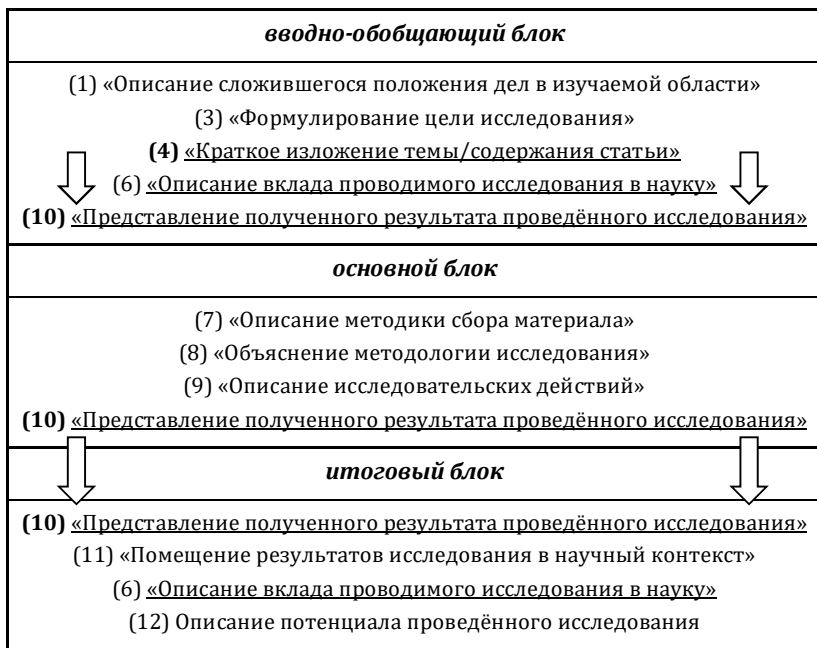 вводно-обобщающий блок
(1) «Описание сложившегося положения дел в изучаемой области»
(3) «Формулирование цели исследования»
(4) «Краткое изложение темы/содержания статьи»
(6) «Описание вклада проводимого исследования в науку»
(10) «Представление полученного результата проведённого исследования»
основной блок
(7) «Описание методики сбора материала»
(8) «Объяснение методологии исследования»
(9) «Описание исследовательских действий»
(10) «Представление полученного результата проведённого исследования»
итоговый блок
(10) «Представление полученного результата проведённого исследования»
(11) «Помещение результатов исследования в научный контекст»
(6) «Описание вклада проводимого исследования в науку»
(12) Описание потенциала проведённого исследования